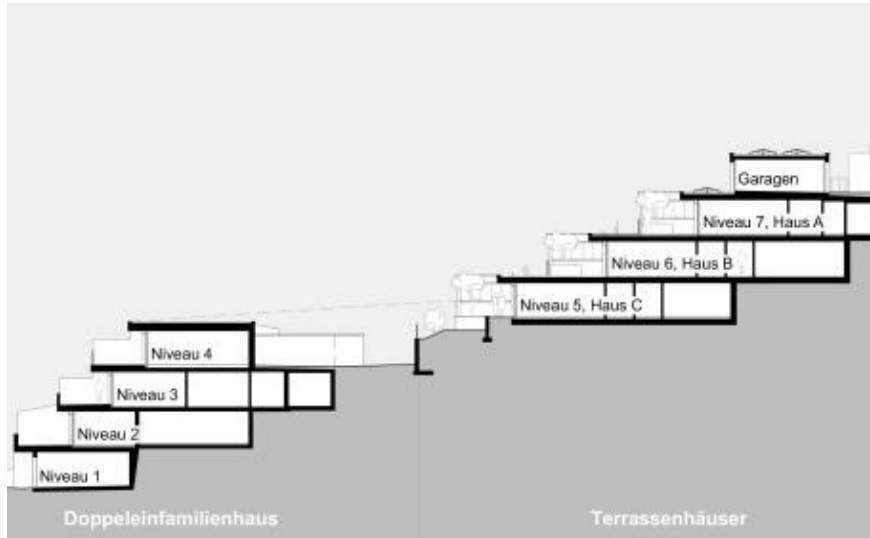 Garagen
Niveau 7, Haus A
Niveau 6, Haus B
Niveau 5, Haus C
Niveau 4
Niveau 3
Niveau 2
Niveau 1
Doppeleinfamilienhaus
Terrassenhäuser